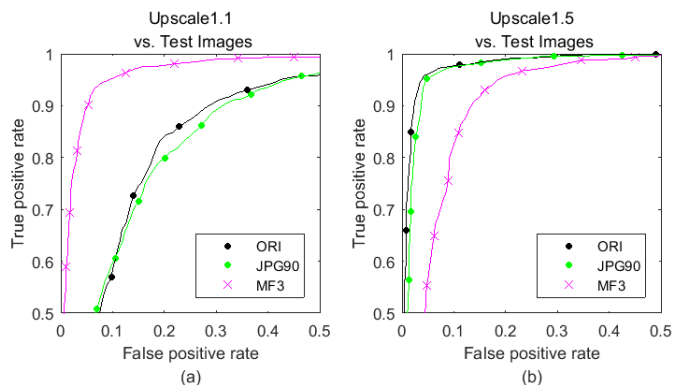 Upscale1.1
vs. Test Images
1
0.9
0.8
0.7
0.6
0.5
True positive rate
ORI
JPG90
MF3
0 0.1 0.2 0.3 0.4 0.5
False positive rate
(a)
Upscale1.5
vs. Test Images
1
0.9
0.8
0.7
0.6
0.5
True positive rate
ORI
JPG90
MF3
0 0.1 0.2 0.3 0.4 0.5
False positive rate
(b)